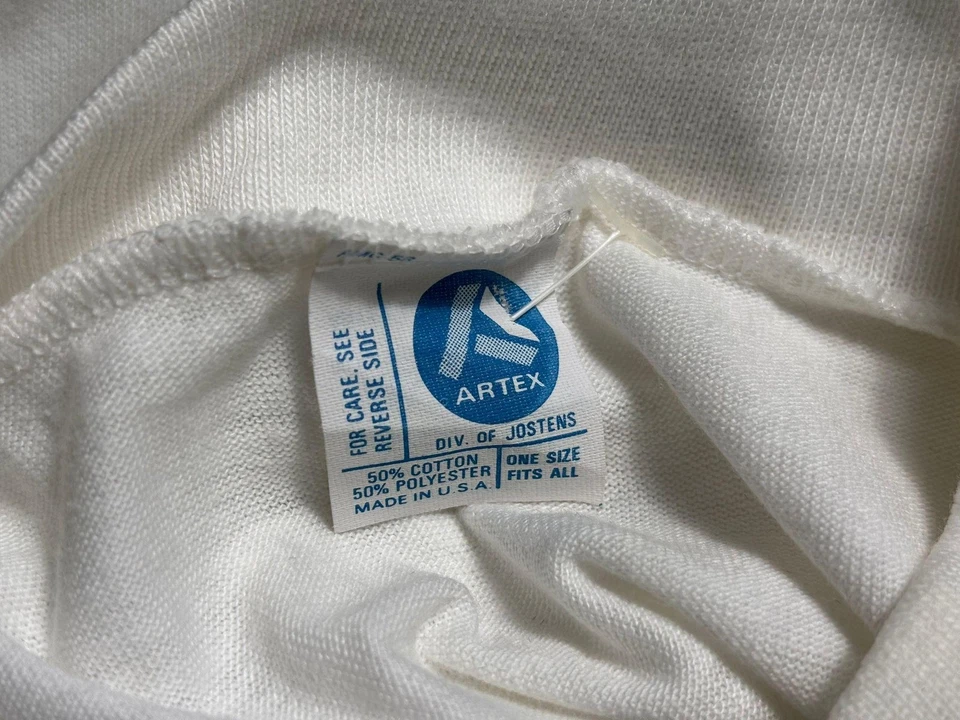 FOR CARE, SEE
REVERSE SIDE
ARTEX
DIV. OF JOSTENS
50% COTTON
50% POLYESTER
MADE IN U.S.A.
ONE SIZE
FITS ALL